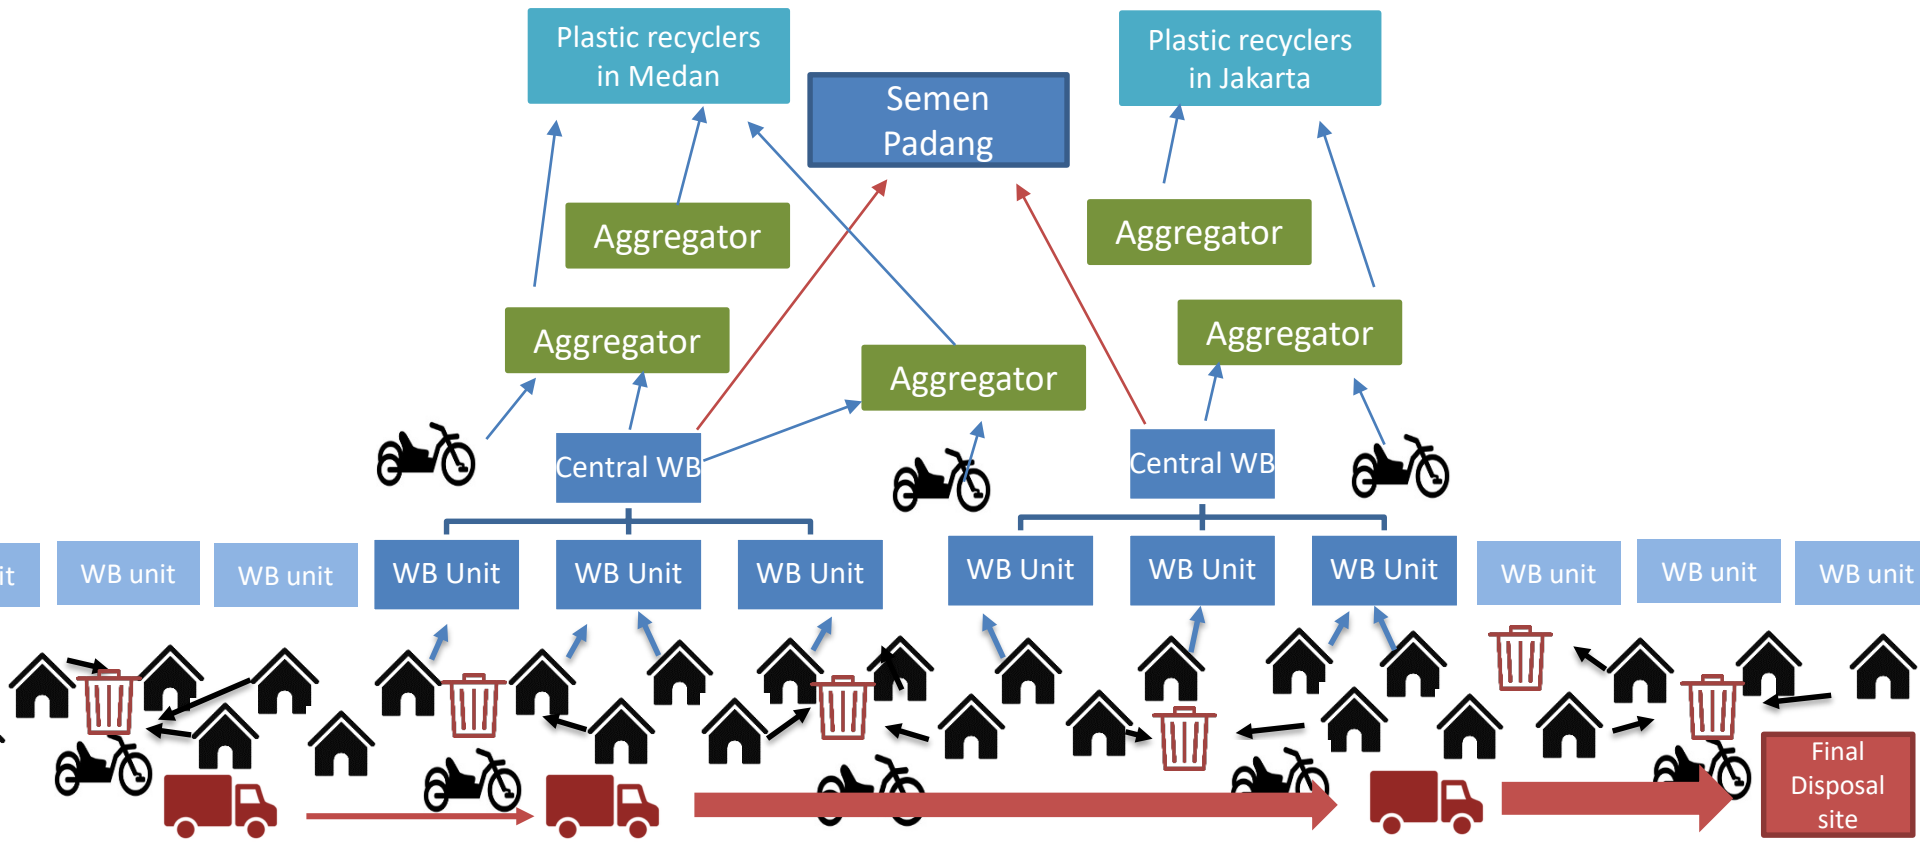 Plastic recyclers
in Medan
Semen
Padang
Plastic recyclers
in Jakarta
Aggregator
Aggregator
Aggregator
Aggregator
Aggregator
Central WB
Central WB
it
WB unit
WB unit
WB Unit
WB Unit
WB Unit
WB Unit
WB Unit
WB Unit
WB unit
WB unit
WB unit
Final
Disposal
site